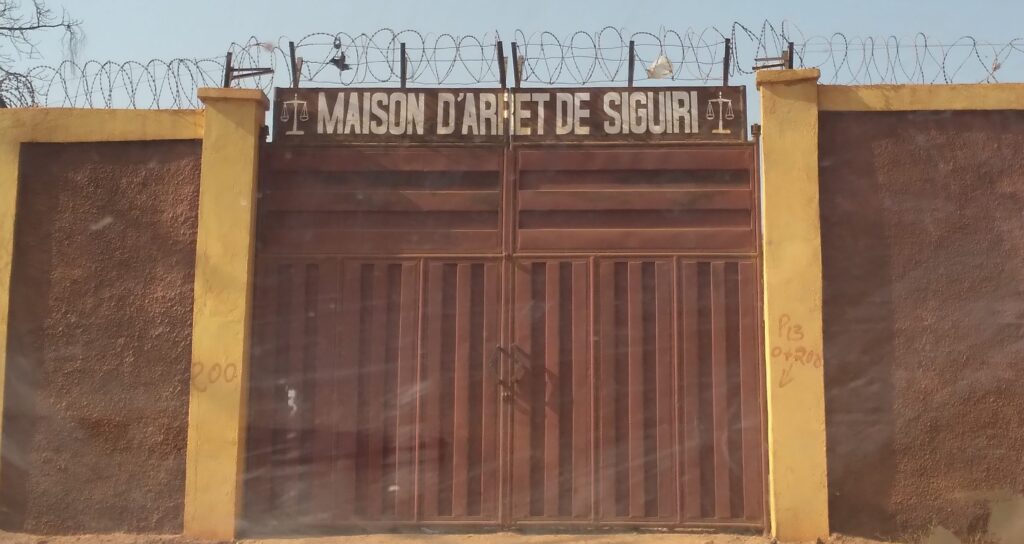 MAISON D'ARRET DE SIGUIRI
200
P13
0+200